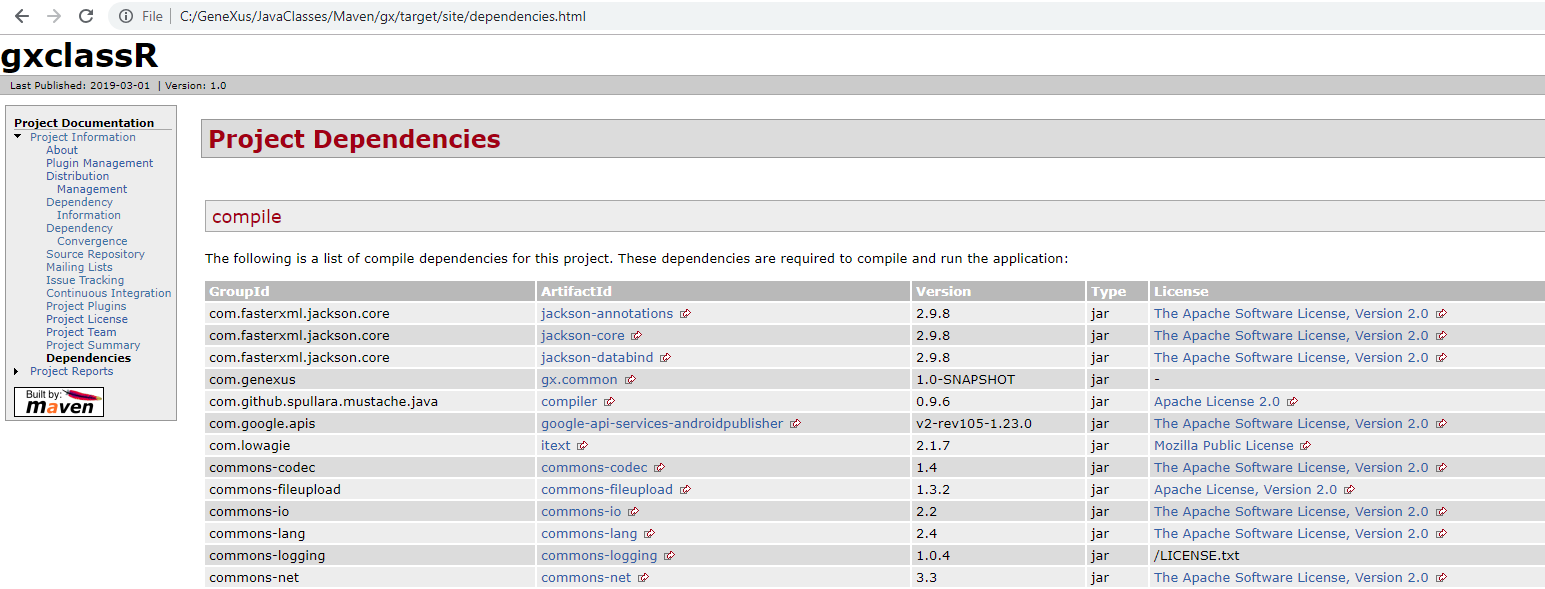 File | C:/GeneXus/JavaClasses/Maven/gx/target/site/dependencies.html
gxclassR
Last Published: 2019-03-01 | Version: 1.0
Project Documentation
Project Information
About
Plugin Management
Distribution
Management
Dependency
Information
Dependency
Convergence
Source Repository
Mailing Lists
Issue Tracking
Continuous Integration
Project Plugins
Project License
Project Team
Project Summary
Dependencies
Project Reports
Built by:
maven
Project Dependencies
compile
The following is a list of compile dependencies for this project. These dependencies are required to compile and run the application:
GroupId ArtifactId Version Type License
com.fasterxml.jackson.core jackson-annotations 2.9.8 jar The Apache Software License, Version 2.0
com.fasterxml.jackson.core jackson-core 2.9.8 jar The Apache Software License, Version 2.0
com.fasterxml.jackson.core jackson-databind 2.9.8 jar The Apache Software License, Version 2.0
com.genexus gx.common 1.0-SNAPSHOT jar -
com.github.spullara.mustache.java compiler 0.9.6 jar Apache License 2.0
com.google.apis google-api-services-androidpublisher v2-rev105-1.23.0 jar The Apache Software License, Version 2.0
com.lowagie itext 2.1.7 jar Mozilla Public License
commons-codec commons-codec 1.4 jar The Apache Software License, Version 2.0
commons-fileupload commons-fileupload 1.3.2 jar Apache License, Version 2.0
commons-io commons-io 2.2 jar The Apache Software License, Version 2.0
commons-lang commons-lang 2.4 jar The Apache Software License, Version 2.0
commons-logging commons-logging 1.0.4 jar /LICENSE.txt
commons-net commons-net 3.3 jar The Apache Software License, Version 2.0